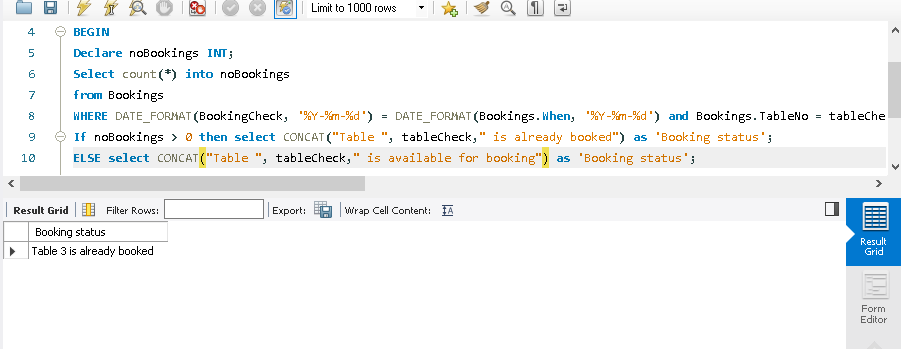 Limit to 1000 rows
4 BEGIN
5 Declare noBookings INT;
6 Select count(*) into noBookings
7 from Bookings
8 WHERE DATE_FORMAT(BookingCheck, '%Y-%m-%d') = DATE_FORMAT(Bookings.When, '%Y-%m-%d') and Bookings.TableNo = tableChe
9 If noBookings > 0 then select CONCAT("Table ", tableCheck," is already booked") as 'Booking status';
10 ELSE select CONCAT("Table ", tableCheck," is available for booking") as 'Booking status';
Result Grid Filter Rows: Export: Wrap Cell Content:
Booking status
Table 3 is already booked
Result
Grid
Form
Editor